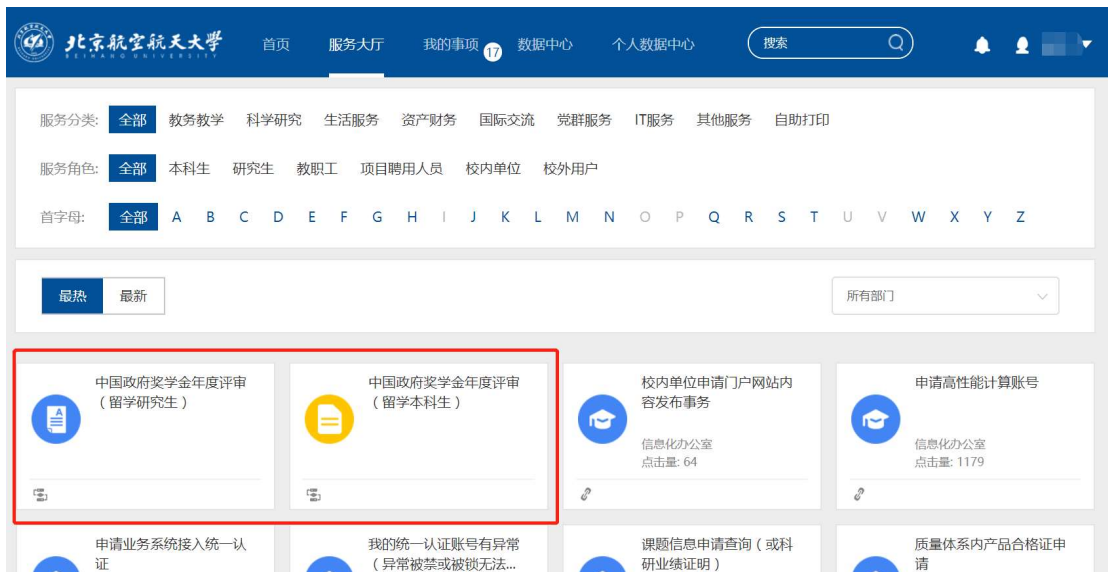 北京航空航天大学 首页 服务大厅 我的事项 17 数据中心 个人数据中心 搜索
BEIHANG UNIVERSITY
服务分类: 全部 教务教学 科学研究 生活服务 资产财务 国际交流 党群服务 IT服务 其他服务 自助打印
服务角色: 全部 本科生 研究生 教职工 项目聘用人员 校内单位 校外用户
首字母: 全部 A B C D E F G H I J K L M N O P Q R S T U V W X Y Z
最热 最新 所有部门
中国政府奖学金年度评审
(留学研究生)
中国政府奖学金年度评审
(留学本科生)
校内单位申请门户网站内
容发布事务
信息化办公室
点击量: 64
申请高性能计算账号
信息化办公室
点击量: 1179
申请业务系统接入统一认
证
我的统一认证账号有异常
(异常被禁或被锁无法...
课题信息申请查询(或科
研业绩证明)
质量体系内产品合格证申
请